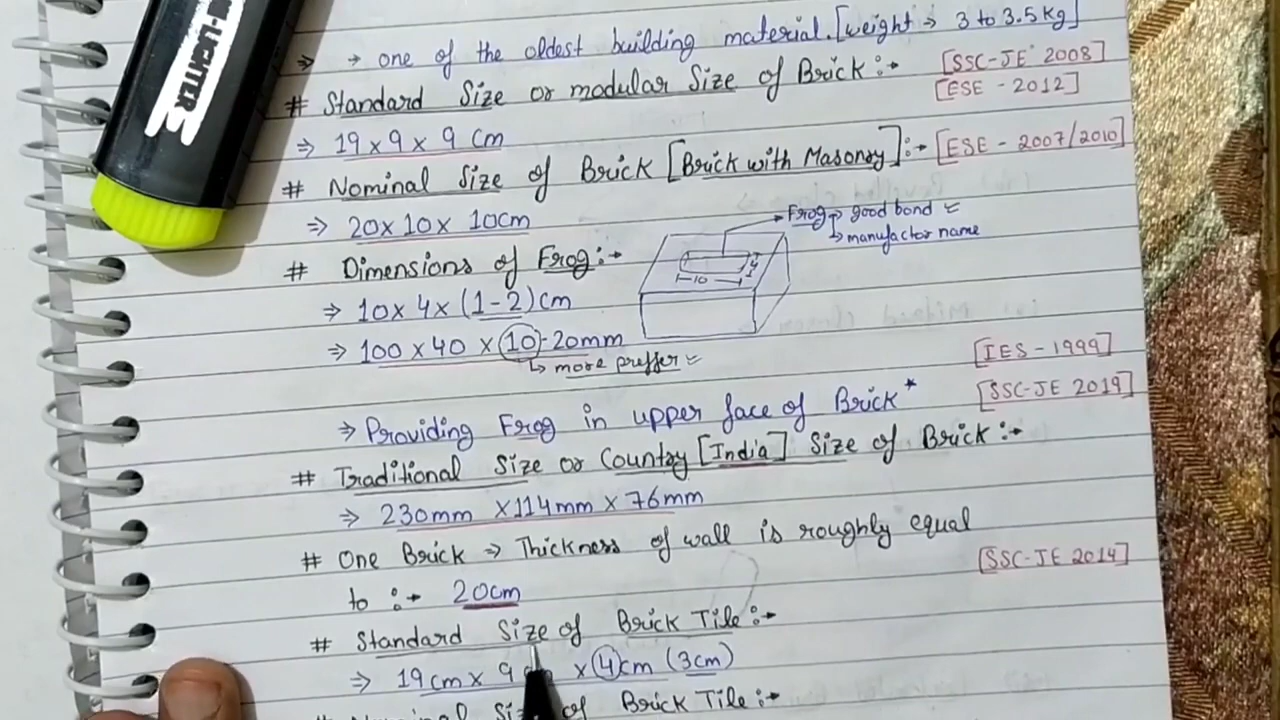 E-LIGHTER
⇒ → one of the oldest building material. [weight → 3 to 3.5 kg]
# Standard Size or modular Size of Brick :- [SSC-JE 2008]
[ESE - 2012]
⇒ 19 x 9 x 9 cm
# Nominal Size of Brick [Brick with Masonry] :- [ESE - 2007/2010]
⇒ 20 x 10 x 10cm
Frog → good bond
↳ manufactor name
# Dimensions of Frog :-
10
⇒ 10 x 4 x (1-2) cm
⇒ 100 x 40 x 10-20mm
↳ more preffer
[IES - 1999]
⇒ Providing Frog in upper face of Brick* [SSC-JE 2019]
# Traditional Size or Country [India] Size of Brick :-
⇒ 230mm x 114mm x 76mm
# One Brick ⇒ Thickness of wall is roughly equal
to :- 20cm [SSC-JE 2014]
# Standard Size of Brick Tile :-
⇒ 19 cm x 9 x 4 cm (3cm)
# Nominal Size of Brick Tile :-